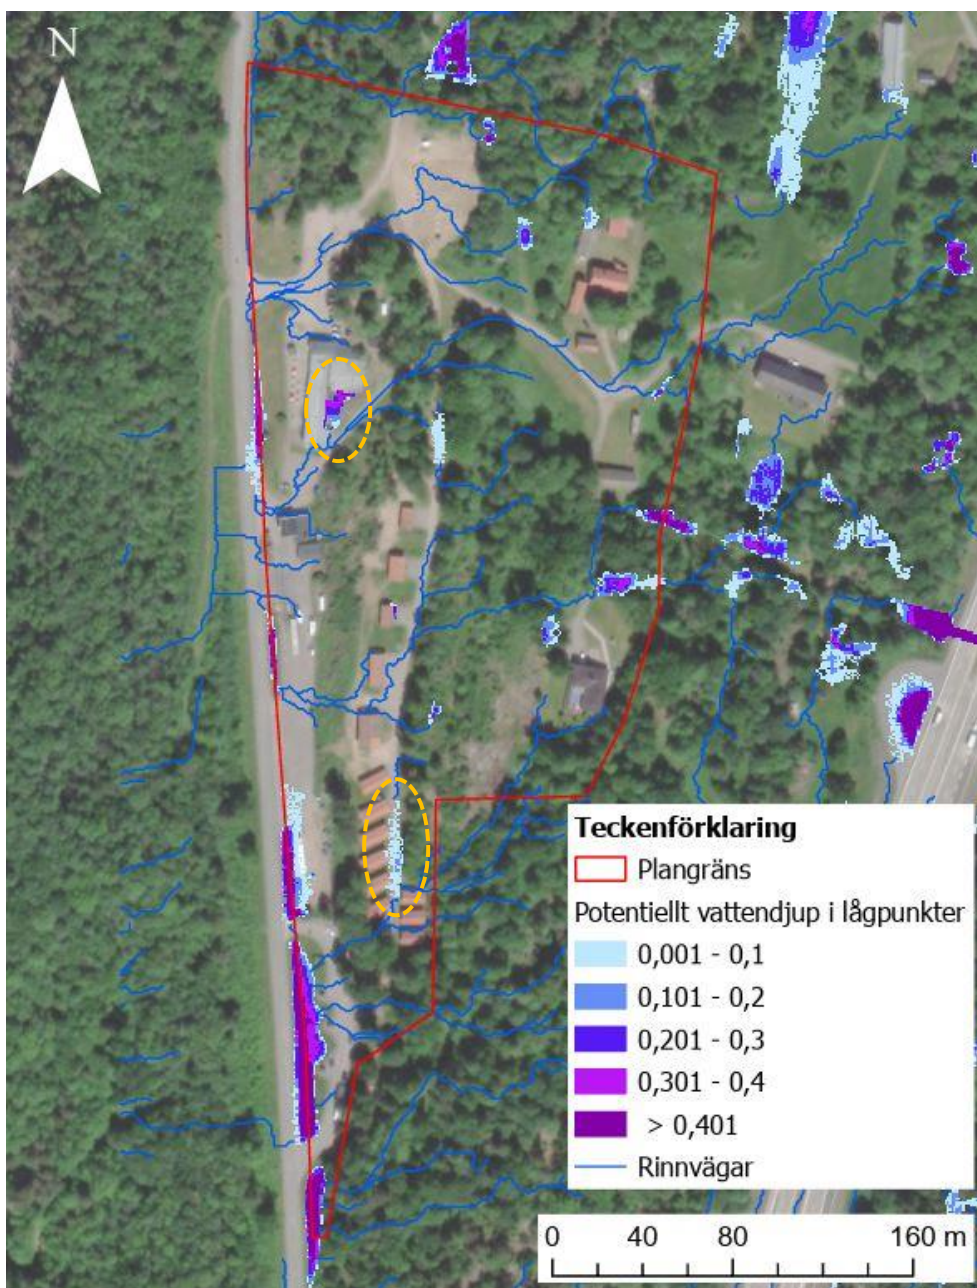 N
Teckenförklaring
Plangräns
Potentiellt vattendjup i lågpunkter
0,001 - 0,1
0,101 - 0,2
0,201 - 0,3
0,301 - 0,4
> 0,401
Rinnvägar
0 40 80 160 m